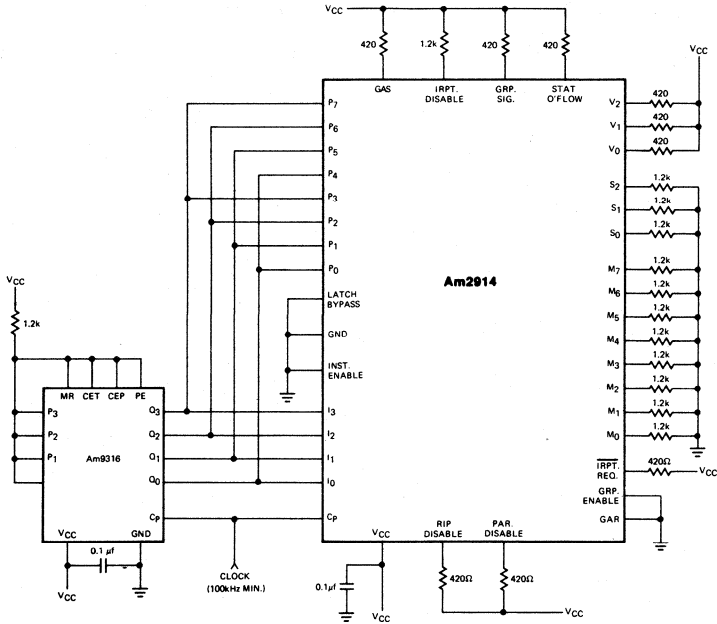 VCC
420
1.2k
420
420
GAS
IRPT.
DISABLE
GRP.
SIG.
STAT
O'FLOW
VCC
P7
P6
P5
P4
P3
P2
P1
P0
LATCH
BYPASS
GND
INST.
ENABLE
I3
I2
I1
I0
CP
Am2914
V2
420
V1
420
V0
420
S2
1.2k
S1
1.2k
S0
1.2k
M7
1.2k
M6
1.2k
M5
1.2k
M4
1.2k
M3
1.2k
M2
1.2k
M1
1.2k
M0
1.2k
IRPT.
REQ.
420Ω
VCC
GRP.
ENABLE
GAR
VCC
1.2k
MR CET CEP PE
P3
P2
P1
Am9316
Q3
Q2
Q1
Q0
CP
VCC
GND
0.1 µf
VCC
CLOCK
(100kHz MIN.)
VCC
RIP
DISABLE
PAR.
DISABLE
0.1µf
420Ω
420Ω
VCC
VCC